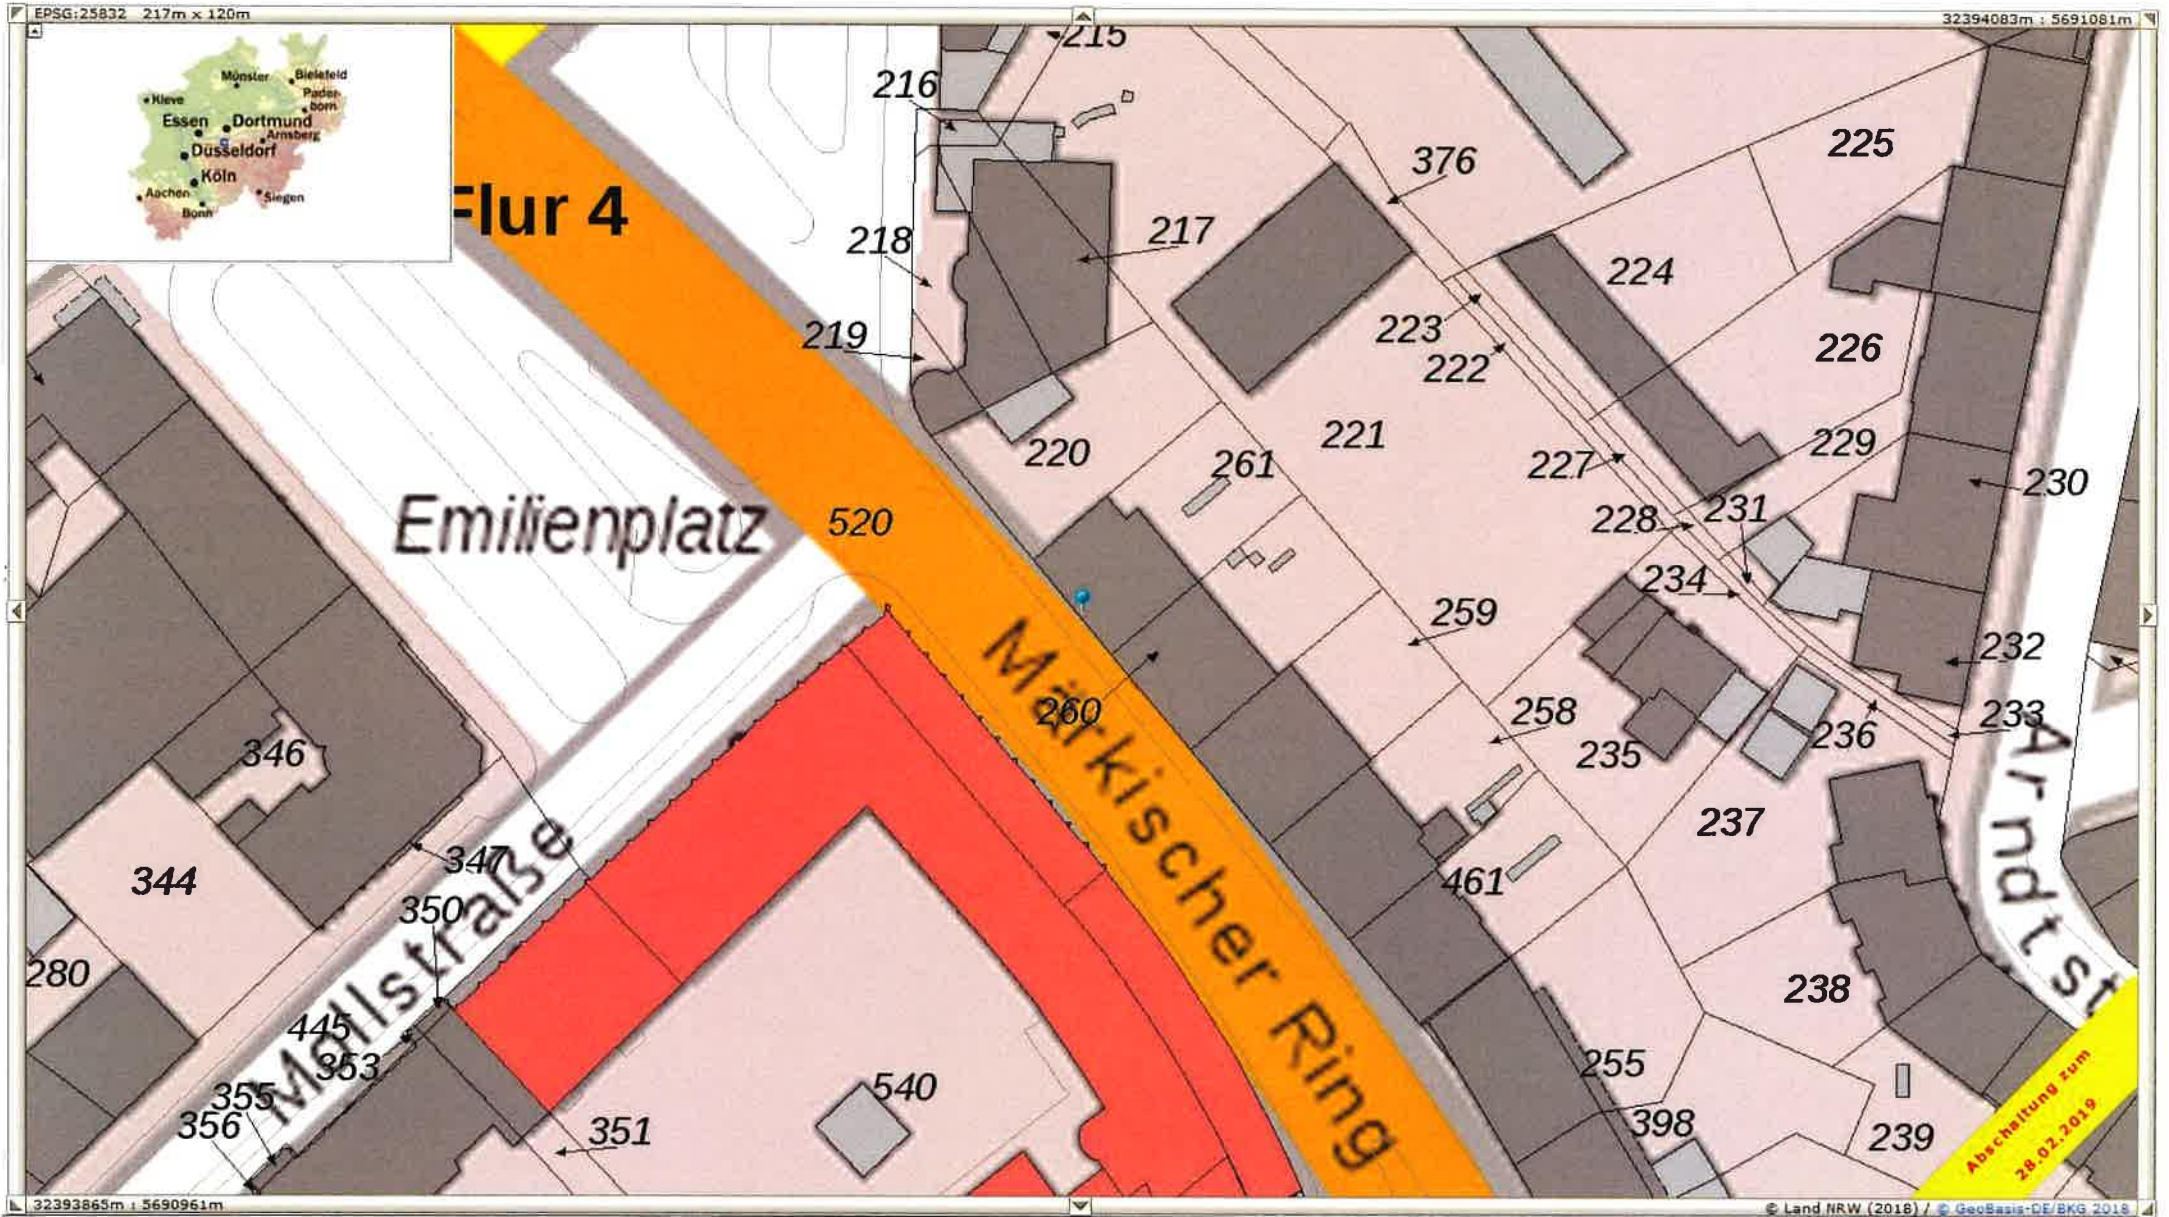 EPSG:25832 217m x 120m
32394083m : 5691081m
Münster
Bielefeld
Kleve
Paderborn
Essen
Dortmund
Arnsberg
Düsseldorf
Köln
Aachen
Siegen
Bonn
Flur 4
215
216
225
376
217
218
224
223
219
222
226
221
229
220
261
227
230
Emilienplatz
520
228
231
234
259
232
260
258
233
235
236
346
237
Märkischer Ring
Arndtst
347
344
461
350
280
238
Mollstraße
445
353
255
540
355
356
351
398
239
Abschaltung zum
28.02.2019
32393865m : 5690961m
© Land NRW (2018) / © GeoBasis-DE/BKG 2018